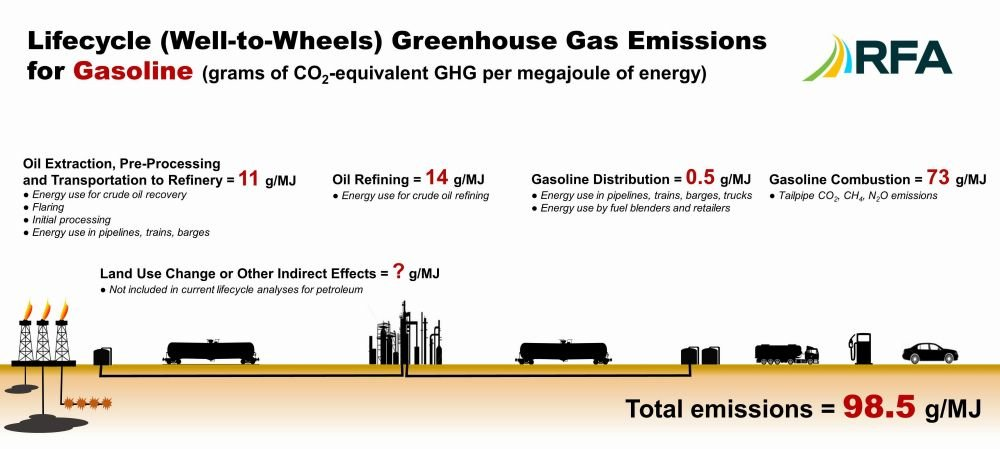 Lifecycle (Well-to-Wheels) Greenhouse Gas Emissions
for Gasoline (grams of CO₂-equivalent GHG per megajoule of energy)
RFA
Oil Extraction, Pre-Processing
and Transportation to Refinery = 11 g/MJ
● Energy use for crude oil recovery
● Flaring
● Initial processing
● Energy use in pipelines, trains, barges
Oil Refining = 14 g/MJ
● Energy use for crude oil refining
Gasoline Distribution = 0.5 g/MJ
● Energy use in pipelines, trains, barges, trucks
● Energy use by fuel blenders and retailers
Gasoline Combustion = 73 g/MJ
● Tailpipe CO₂, CH₄, N₂O emissions
Land Use Change or Other Indirect Effects = ? g/MJ
● Not included in current lifecycle analyses for petroleum
Total emissions = 98.5 g/MJ